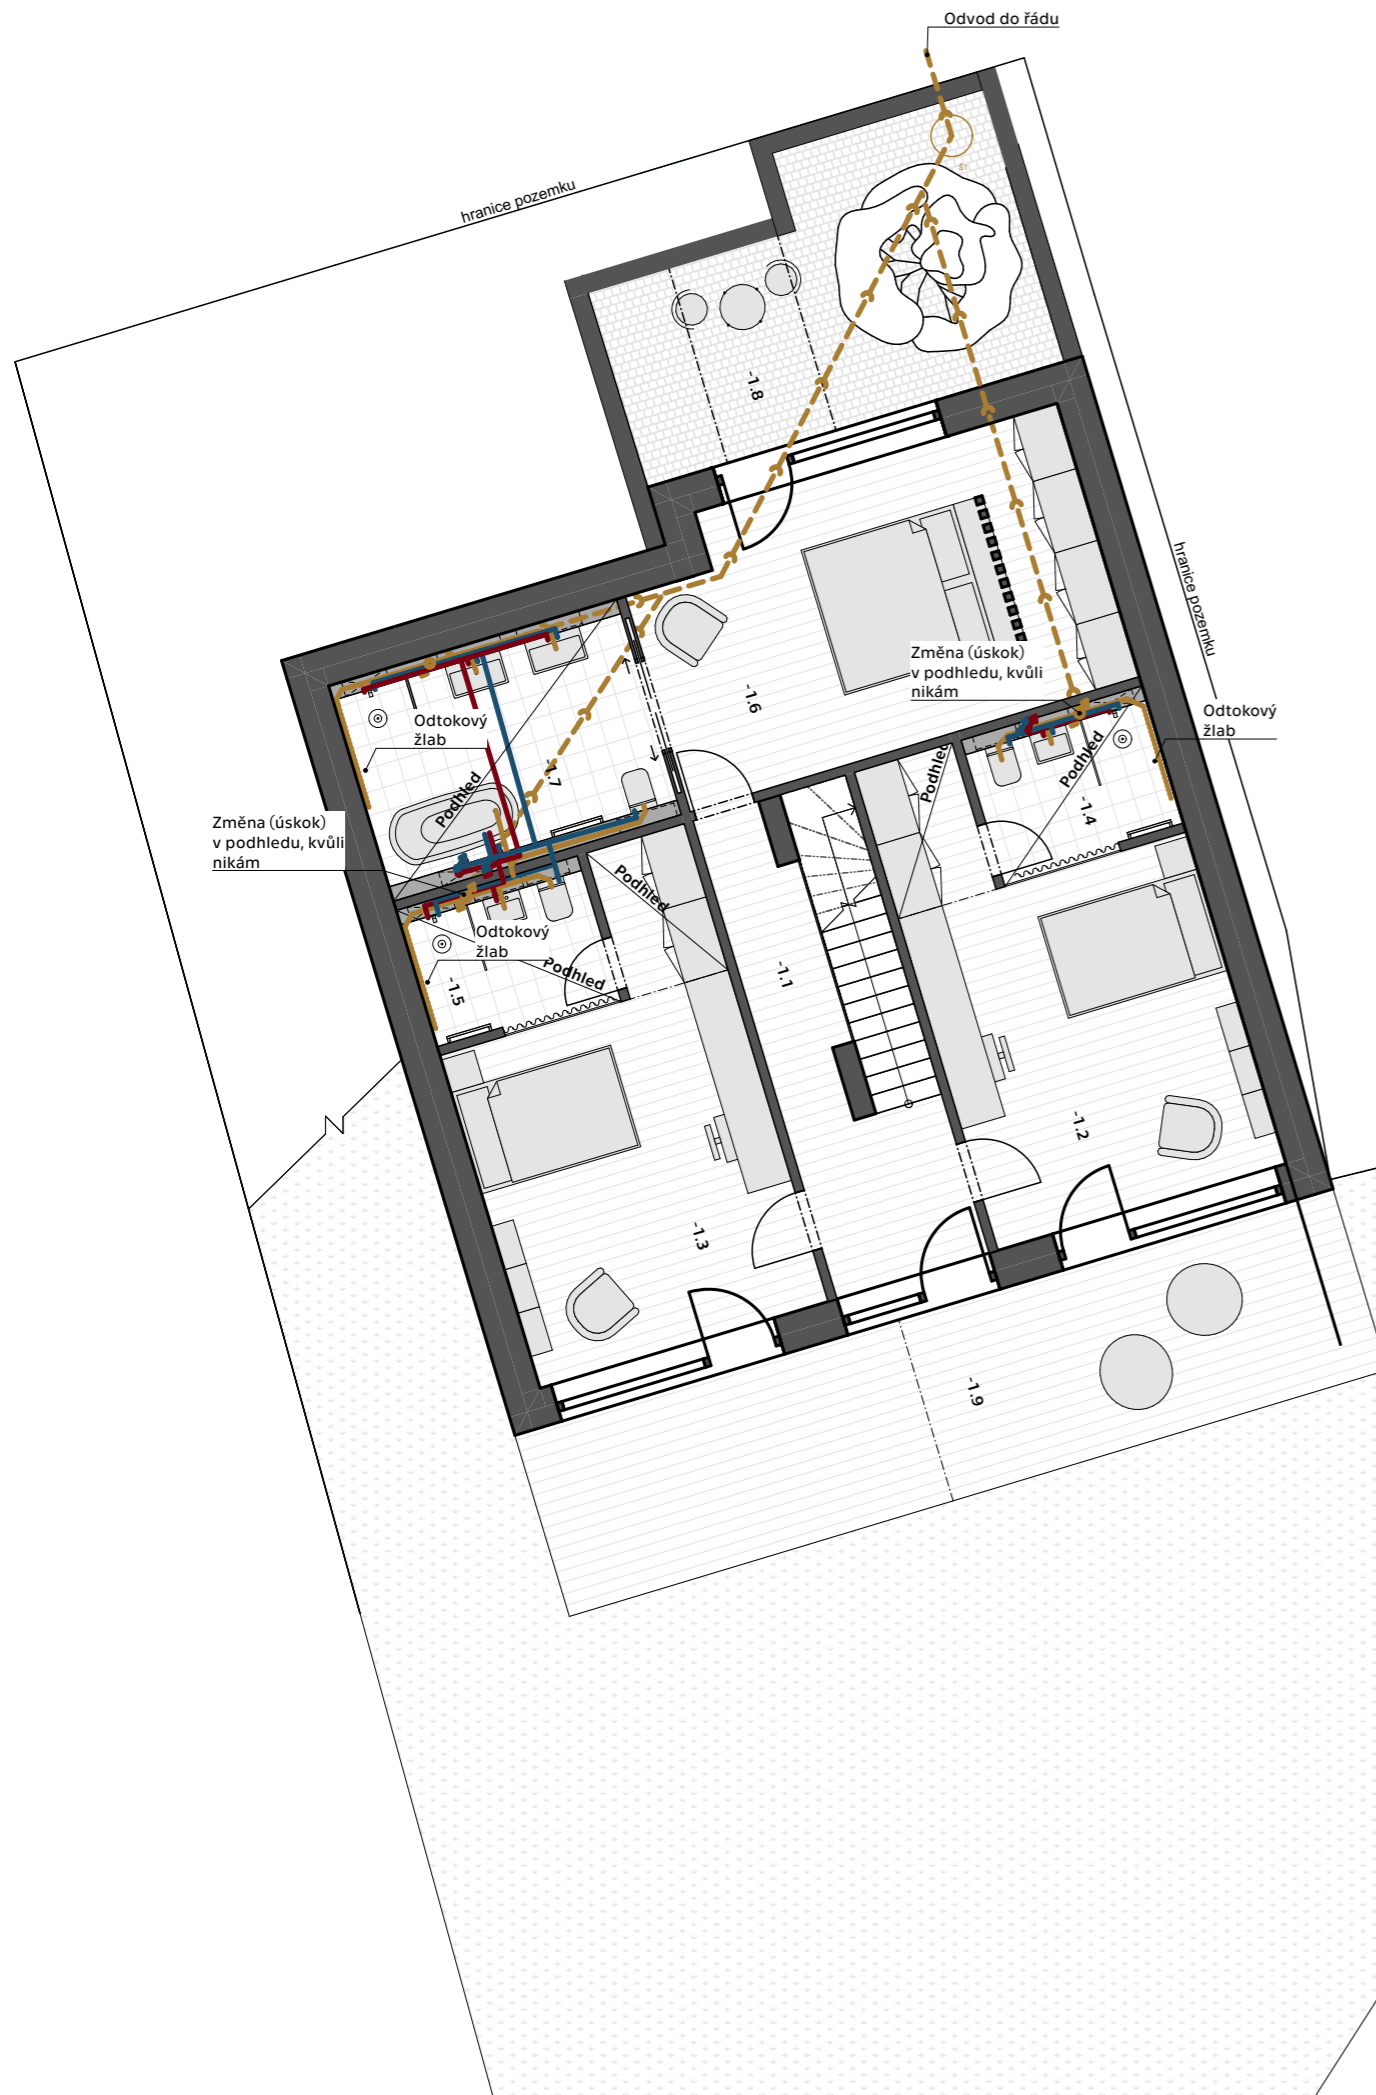 Odvod do řádu
S1
hranice pozemku
-1.8
hranice pozemku
Změna (úskok)
v podhledu, kvůli
nikám
-1.6
Odtokový
žlab
Odtokový
žlab
Podhled
-1.7
Podhled
Podhled
-1.4
Změna (úskok)
v podhledu, kvůli
nikám
Podhled
Odtokový
žlab
Podhled
-1.5
-1.1
-1.2
-1.3
-1.9